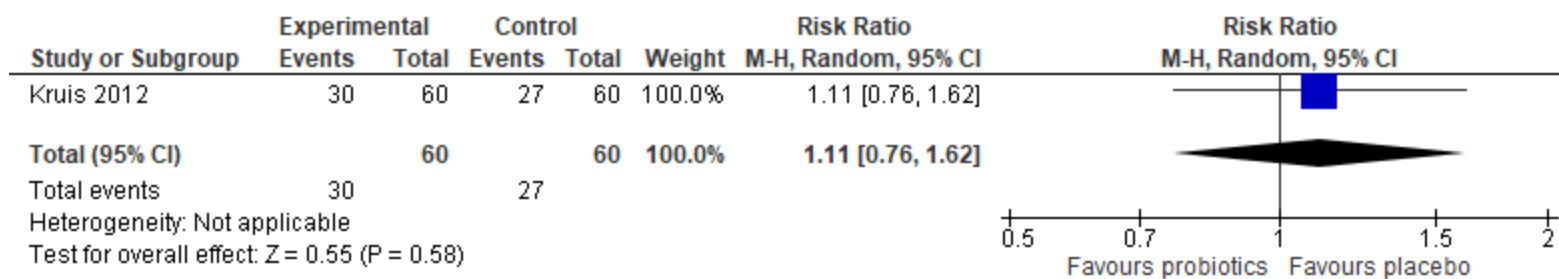 Experimental Control Risk Ratio Risk Ratio
Study or Subgroup Events Total Events Total Weight M-H, Random, 95% CI M-H, Random, 95% CI
Kruis 2012 30 60 27 60 100.0% 1.11 [0.76, 1.62]
Total (95% CI) 60 60 100.0% 1.11 [0.76, 1.62]
Total events 30 27
Heterogeneity: Not applicable
Test for overall effect: Z = 0.55 (P = 0.58)
0.5 0.7 1 1.5 2
Favours probiotics Favours placebo